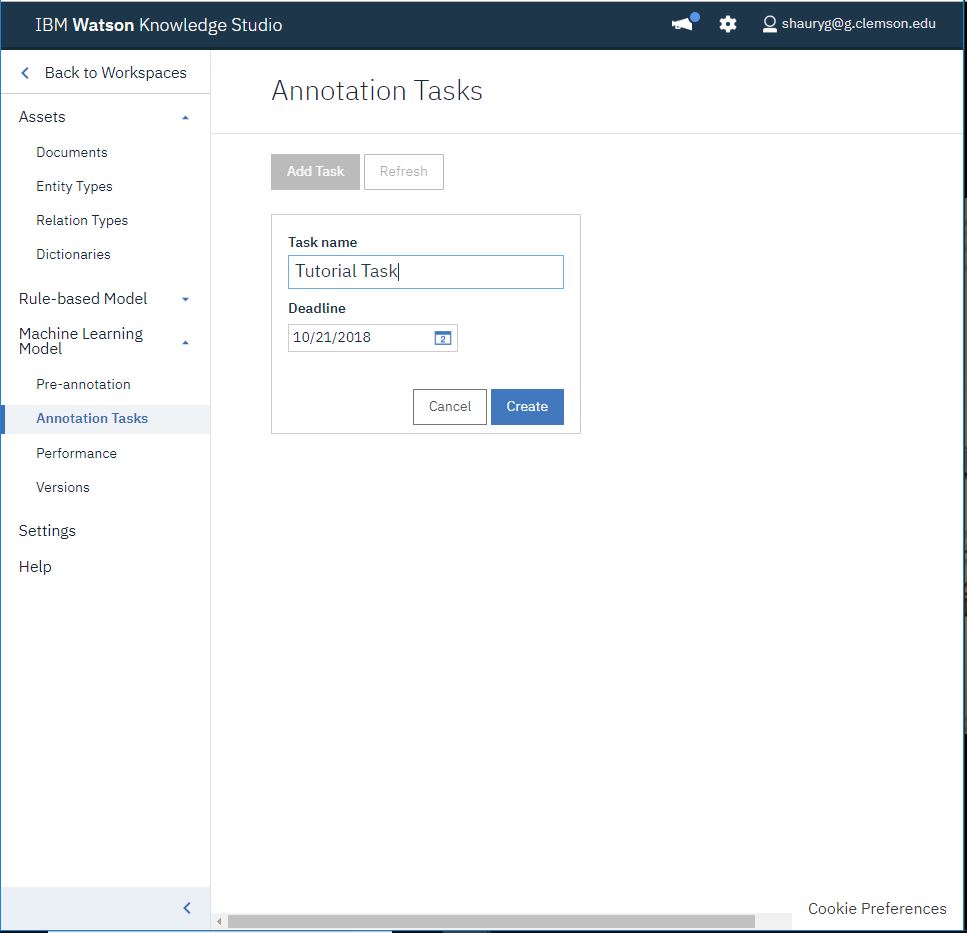 IBM Watson Knowledge Studio
shauryg@g.clemson.edu
Back to Workspaces
Assets
Documents
Entity Types
Relation Types
Dictionaries
Rule-based Model
Machine Learning
Model
Pre-annotation
Annotation Tasks
Performance
Versions
Settings
Help
Annotation Tasks
Add Task
Refresh
Task name
Tutorial Task
Deadline
10/21/2018
2
Cancel
Create
Cookie Preferences